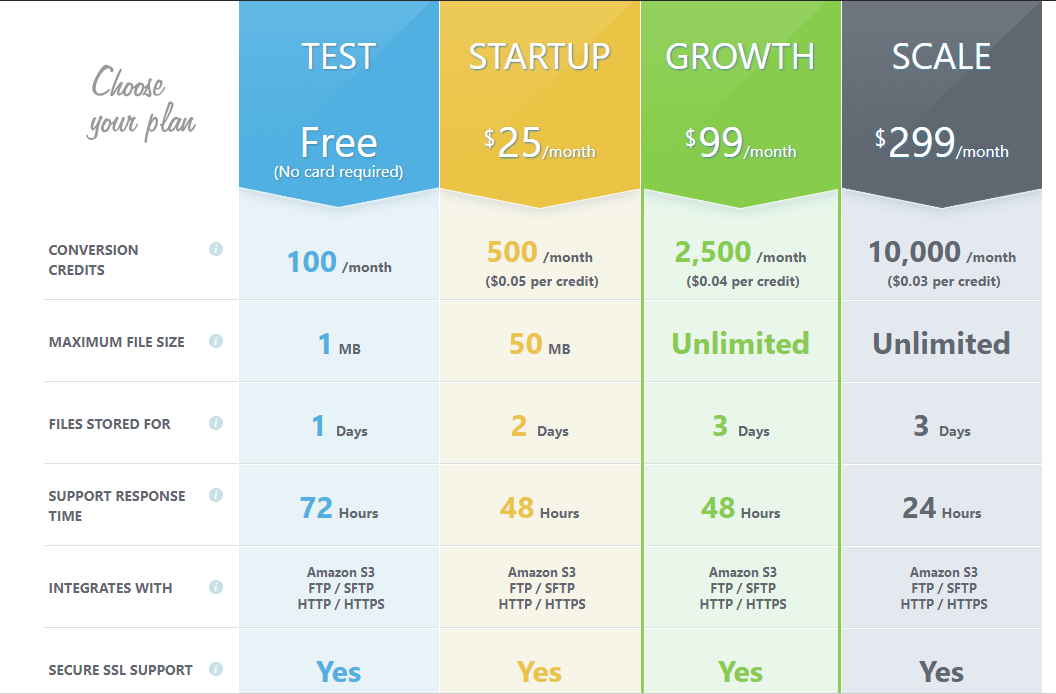 Choose
your plan
TEST
Free
(No card required)
STARTUP
$25/month
GROWTH
$99/month
SCALE
$299/month
CONVERSION
CREDITS
i
100 /month
500 /month
($0.05 per credit)
2,500 /month
($0.04 per credit)
10,000 /month
($0.03 per credit)
MAXIMUM FILE SIZE
i
1 MB
50 MB
Unlimited
Unlimited
FILES STORED FOR
i
1 Days
2 Days
3 Days
3 Days
SUPPORT RESPONSE
TIME
i
72 Hours
48 Hours
48 Hours
24 Hours
INTEGRATES WITH
i
Amazon S3
FTP / SFTP
HTTP / HTTPS
Amazon S3
FTP / SFTP
HTTP / HTTPS
Amazon S3
FTP / SFTP
HTTP / HTTPS
Amazon S3
FTP / SFTP
HTTP / HTTPS
SECURE SSL SUPPORT
i
Yes
Yes
Yes
Yes